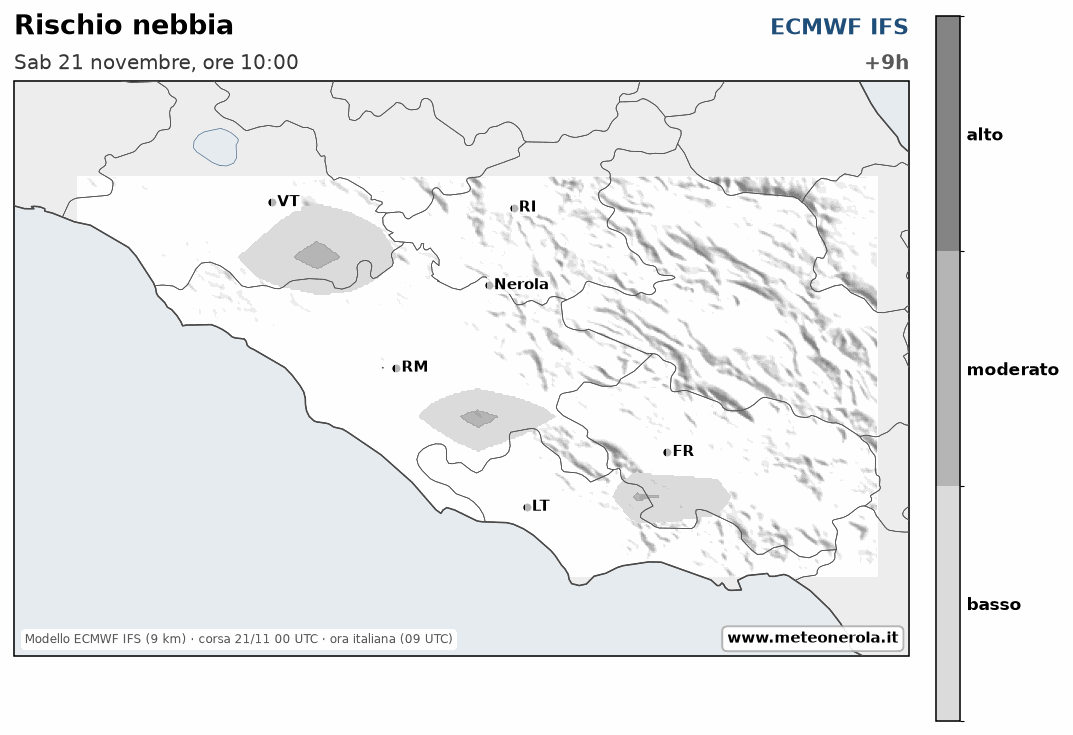 Rischio nebbia
ECMWF IFS
Sab 21 novembre, ore 10:00
+9h
alto
VT
RI
Nerola
RM
moderato
FR
LT
basso
Modello ECMWF IFS (9 km) · corsa 21/11 00 UTC · ora italiana (09 UTC)
www.meteonerola.it